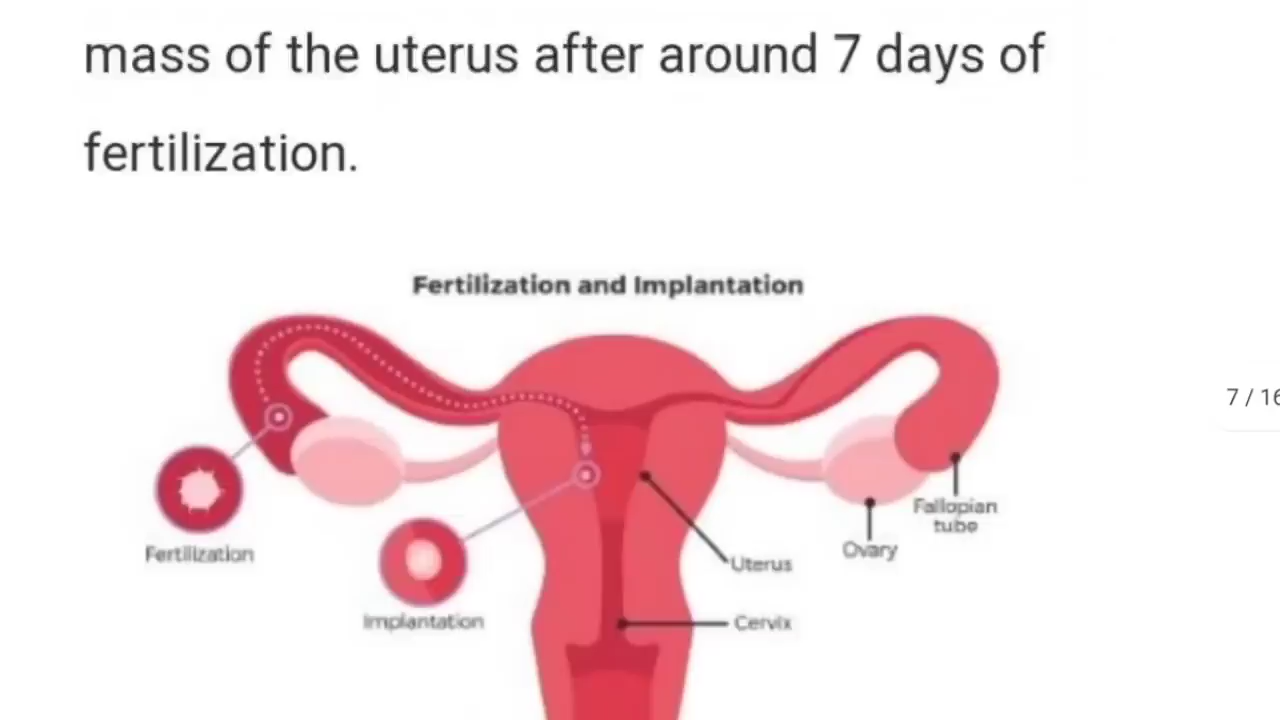 mass of the uterus after around 7 days of
fertilization.
Fertilization and Implantation
7 / 16
Fallopian
tube
Ovary
Fertilization
Uterus
Implantation
Cervix